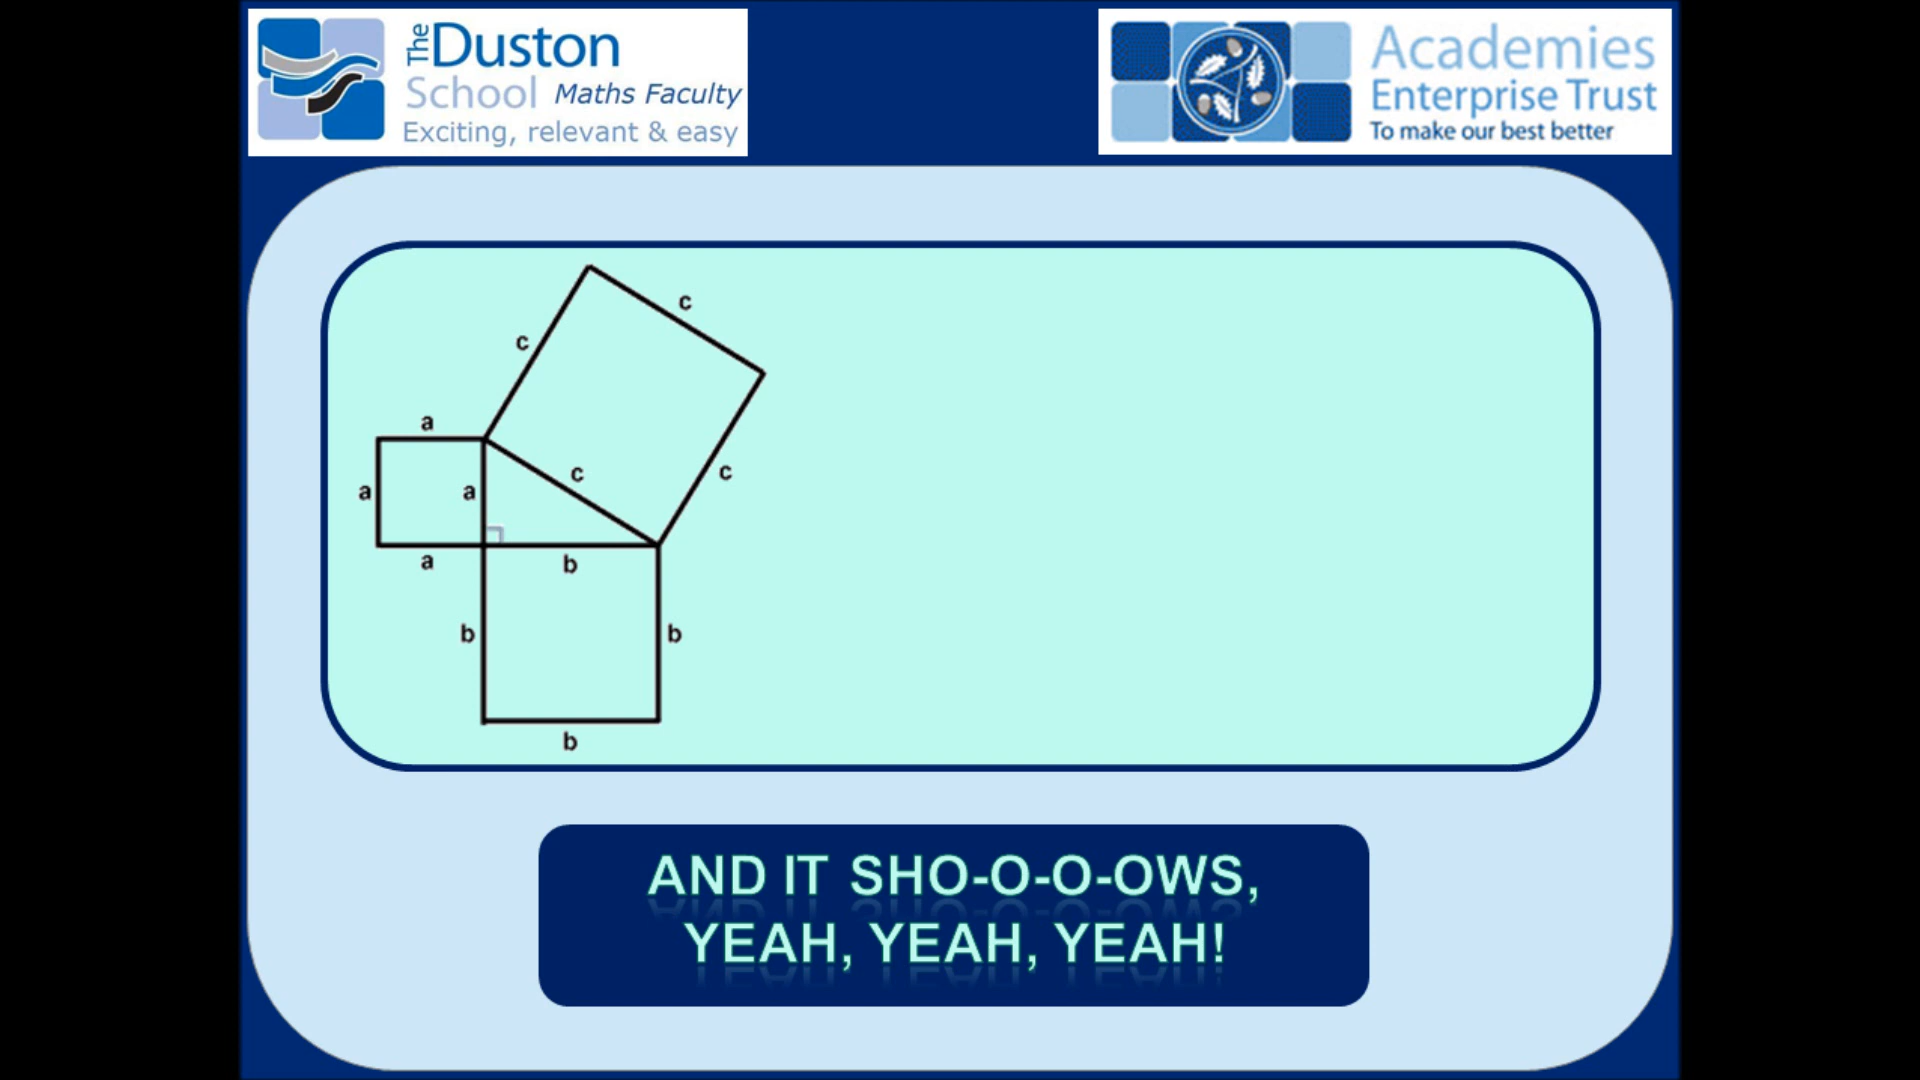 The Duston
School Maths Faculty
Exciting, relevant & easy
Academies
Enterprise Trust
To make our best better
c
c
a
c
c
a
a
a
b
b
b
b
AND IT SHO-O-O-OWS,
YEAH, YEAH, YEAH!